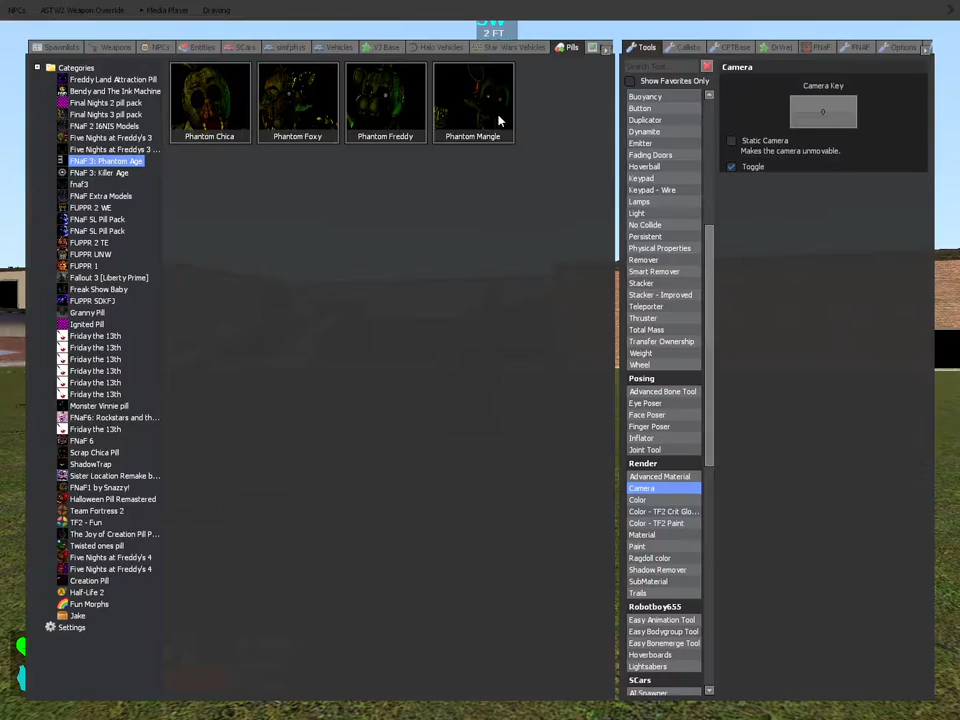 NPCs ASTW2-Weapon Override • Media Player Drawing
SW
2 FT
Spawnlists Weapons NPCs Entities SCars simfphys Vehicles VJ Base Halo Vehicles Star Wars Vehicles Pills
Categories
Freddy Land Attraction Pill
Bendy and The Ink Machine
Final Nights 2 pill pack
Final Nights 3 pill pack
FNAF 2 I6NIS Models
Five Nights at Freddy's 3
Five Nights at Freddys 3 ...
FNaF 3: Phantom Age
FNaF 3: Killer Age
fnaf3
FNaF Extra Models
FUPPR 2 WE
FNaF SL Pill Pack
FNaF SL Pill Pack
FUPPR 2 TE
FUPPR UNW
FUPPR 1
Fallout 3 [Liberty Prime]
Freak Show Baby
FUPPR SDKFJ
Granny Pill
Ignited Pill
Friday the 13th
Friday the 13th
Friday the 13th
Friday the 13th
Friday the 13th
Friday the 13th
Monster Vinnie pill
FNaF6: Rockstars and th...
Friday the 13th
FNaF 6
Scrap Chica Pill
ShadowTrap
Sister Location Remake b...
FNaF1 by Snazzy!
Halloween Pill Remastered
Team Fortress 2
TF2 - Fun
The Joy of Creation Pill P...
Twisted ones pill
Five Nights at Freddy's 4
Five Nights at Freddy's 4
Creation Pill
Half-Life 2
Fun Morphs
Jake
Settings
Phantom Chica Phantom Foxy Phantom Freddy Phantom Mangle
Tools Callisto CPTBase DrVrej FNaF FNAF Options
Search Text...
Show Favorites Only
Buoyancy
Button
Duplicator
Dynamite
Emitter
Fading Doors
Hoverball
Keypad
Keypad - Wire
Lamps
Light
No Collide
Persistent
Physical Properties
Remover
Smart Remover
Stacker
Stacker - Improved
Teleporter
Thruster
Total Mass
Transfer Ownership
Weight
Wheel
Posing
Advanced Bone Tool
Eye Poser
Face Poser
Finger Poser
Inflator
Joint Tool
Render
Advanced Material
Camera
Color
Color - TF2 Crit Glo...
Color - TF2 Paint
Material
Paint
Ragdoll color
Shadow Remover
SubMaterial
Trails
Robotboy655
Easy Animation Tool
Easy Bodygroup Tool
Easy Bonemerge Tool
Hoverboards
Lightsabers
SCars
AI Spawner
Camera
Camera Key
0
Static Camera
Makes the camera unmovable.
Toggle